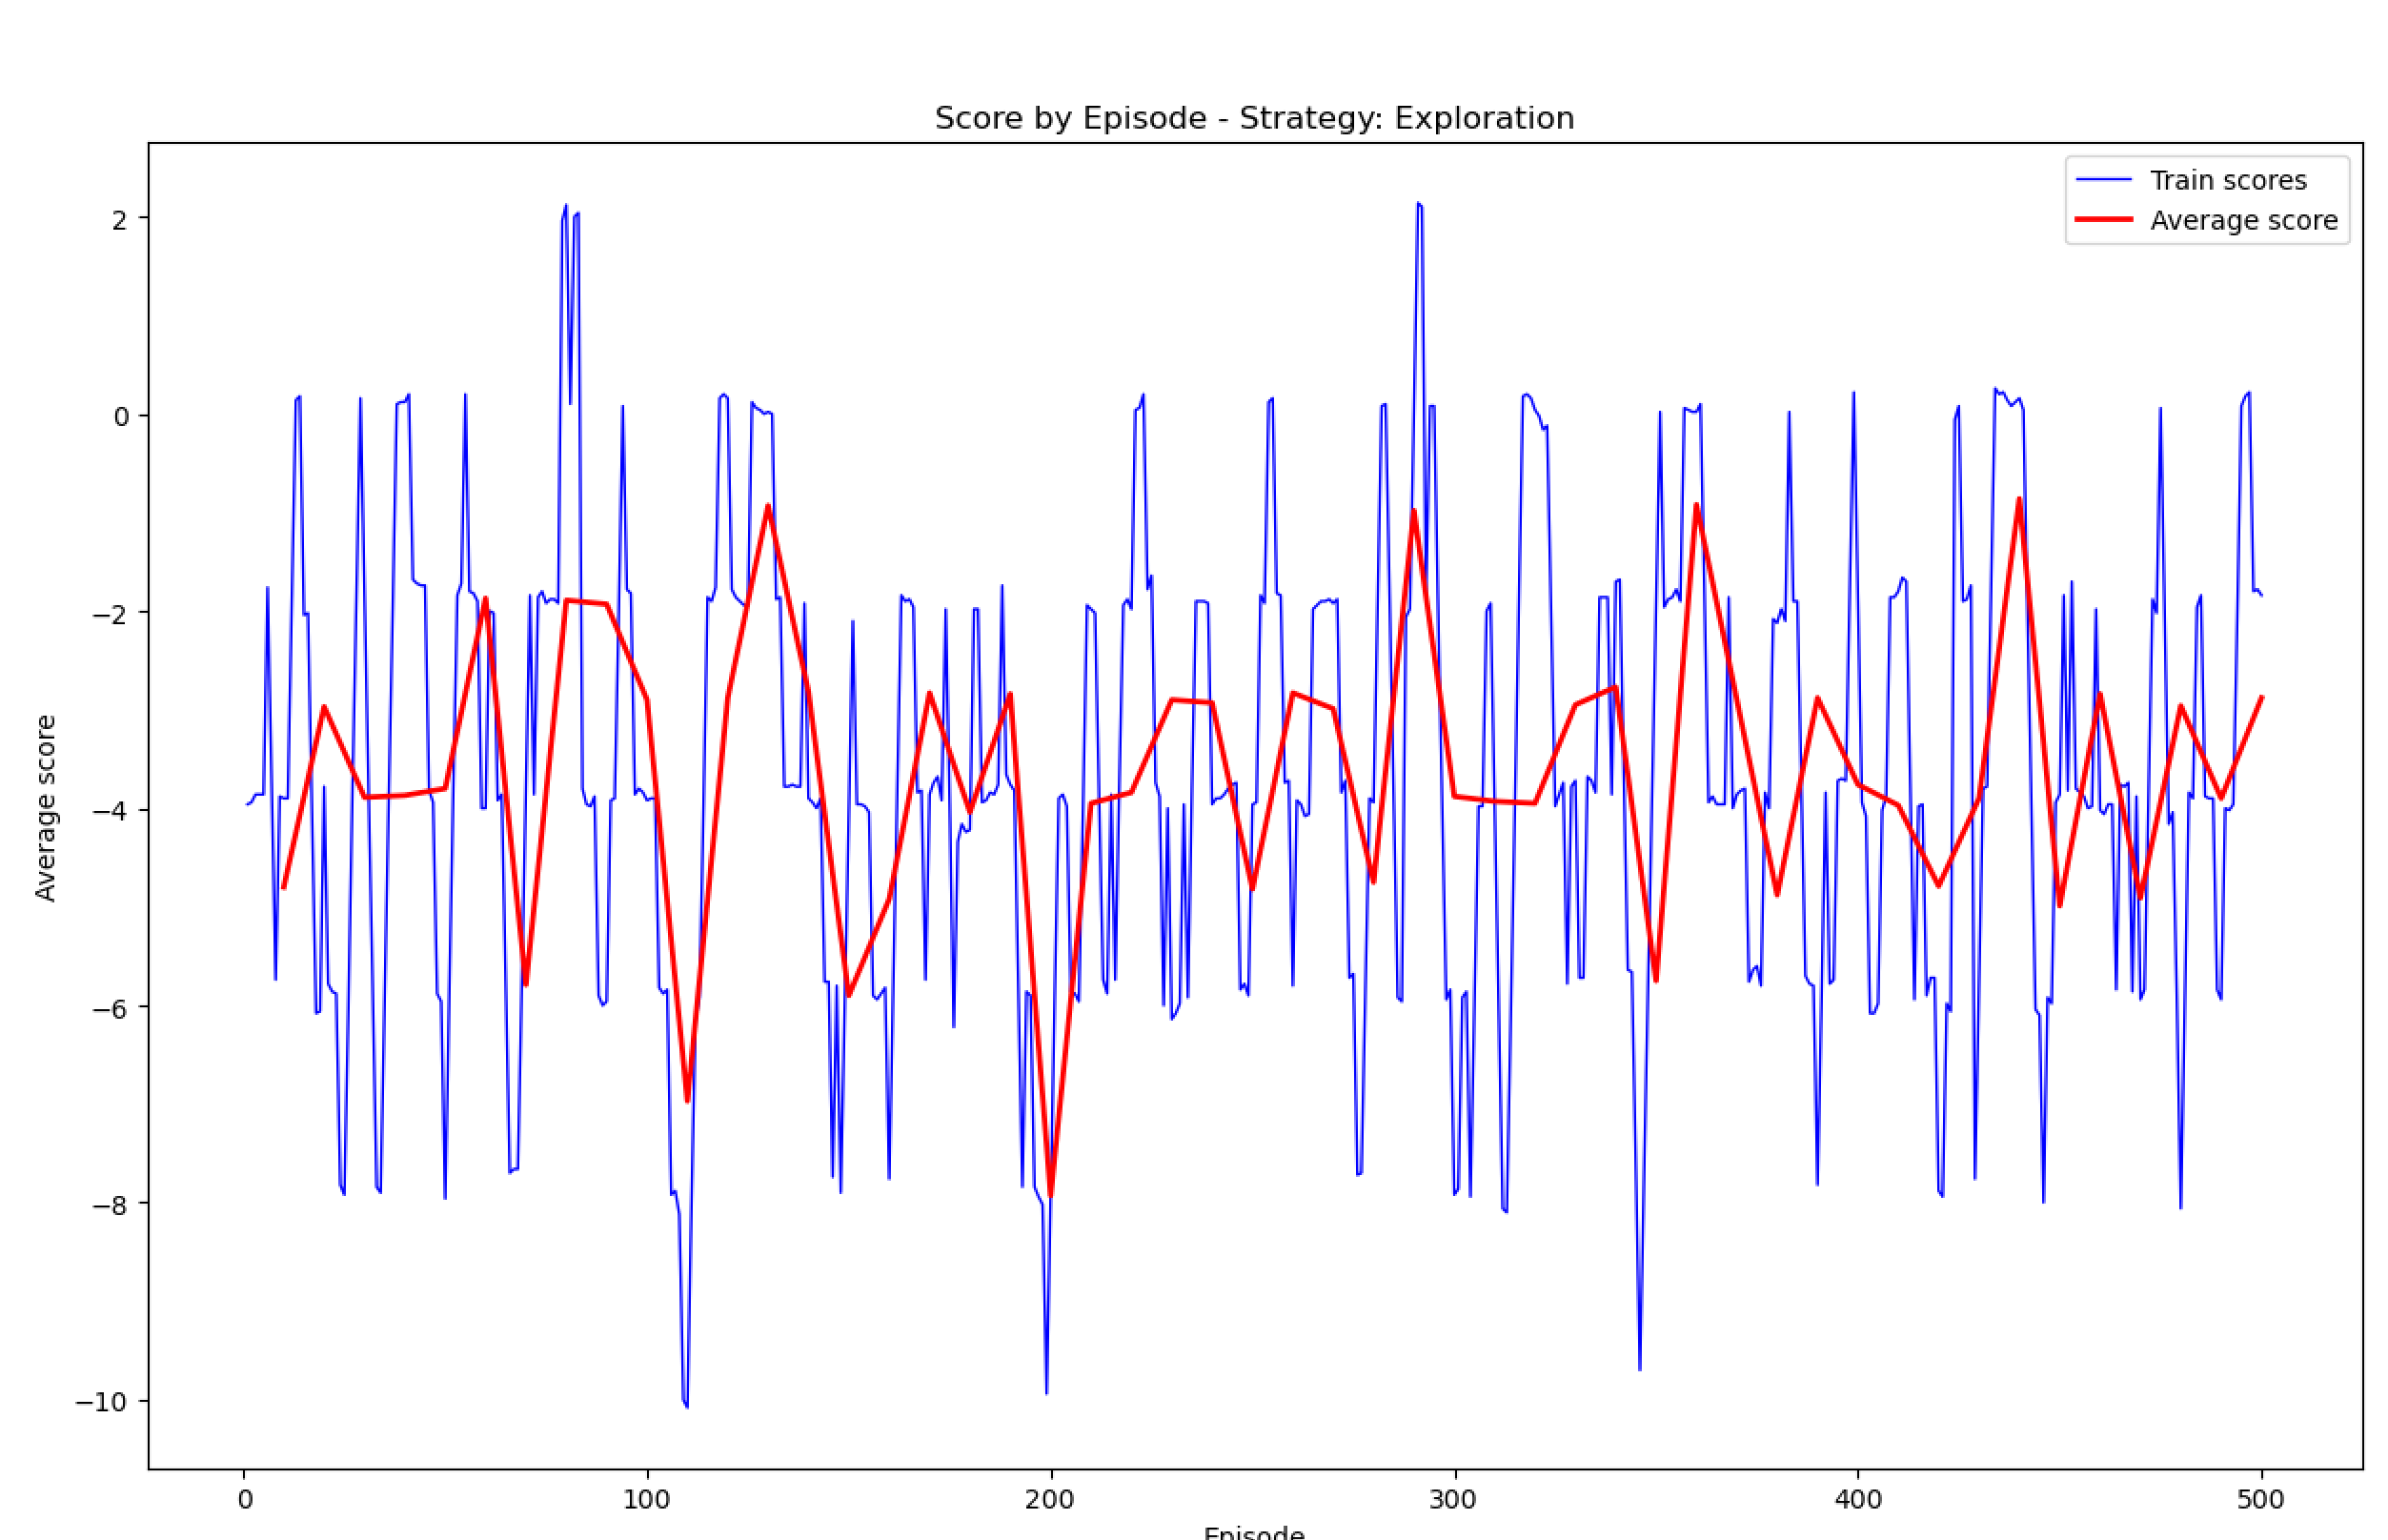 Score by Episode - Strategy: Exploration
Train scores
Average score
2
0
−2
−4
−6
−8
−10
Average score
0
100
200
300
400
500
Episode